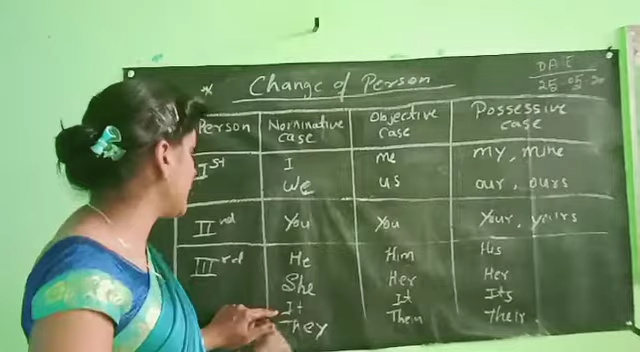 DATE
25 05 20
* Change of Person
Person Nominative case Objective case Possessive case
Ist I me my, mine
We us our, ours
IInd You You Your, yours
IIIrd He Him His
She Her Her
It It Its
They Them Their